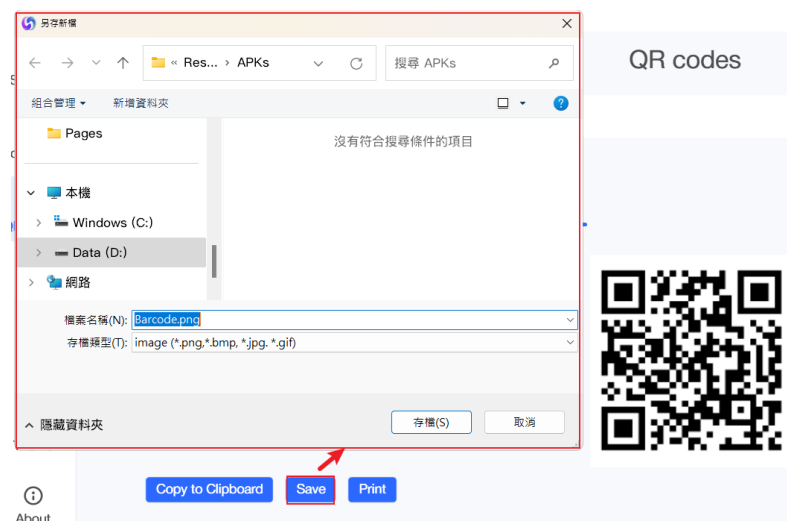 另存新檔
QR codes
« Res... › APKs
搜尋 APKs
組合管理
新增資料夾
Pages
沒有符合搜尋條件的項目
本機
Windows (C:)
Data (D:)
網路
檔案名稱(N): Barcode.png
存檔類型(T): image (*.png,*.bmp, *.jpg. *.gif)
隱藏資料夾
存檔(S)
取消
Copy to Clipboard
Save
Print
About